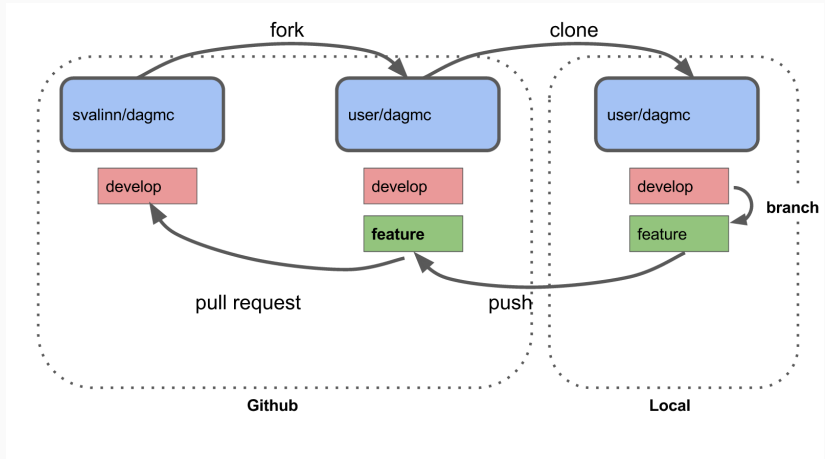 fork
clone
svalinn/dagmc
user/dagmc
user/dagmc
develop
develop
develop
branch
feature
feature
pull request
push
Github
Local